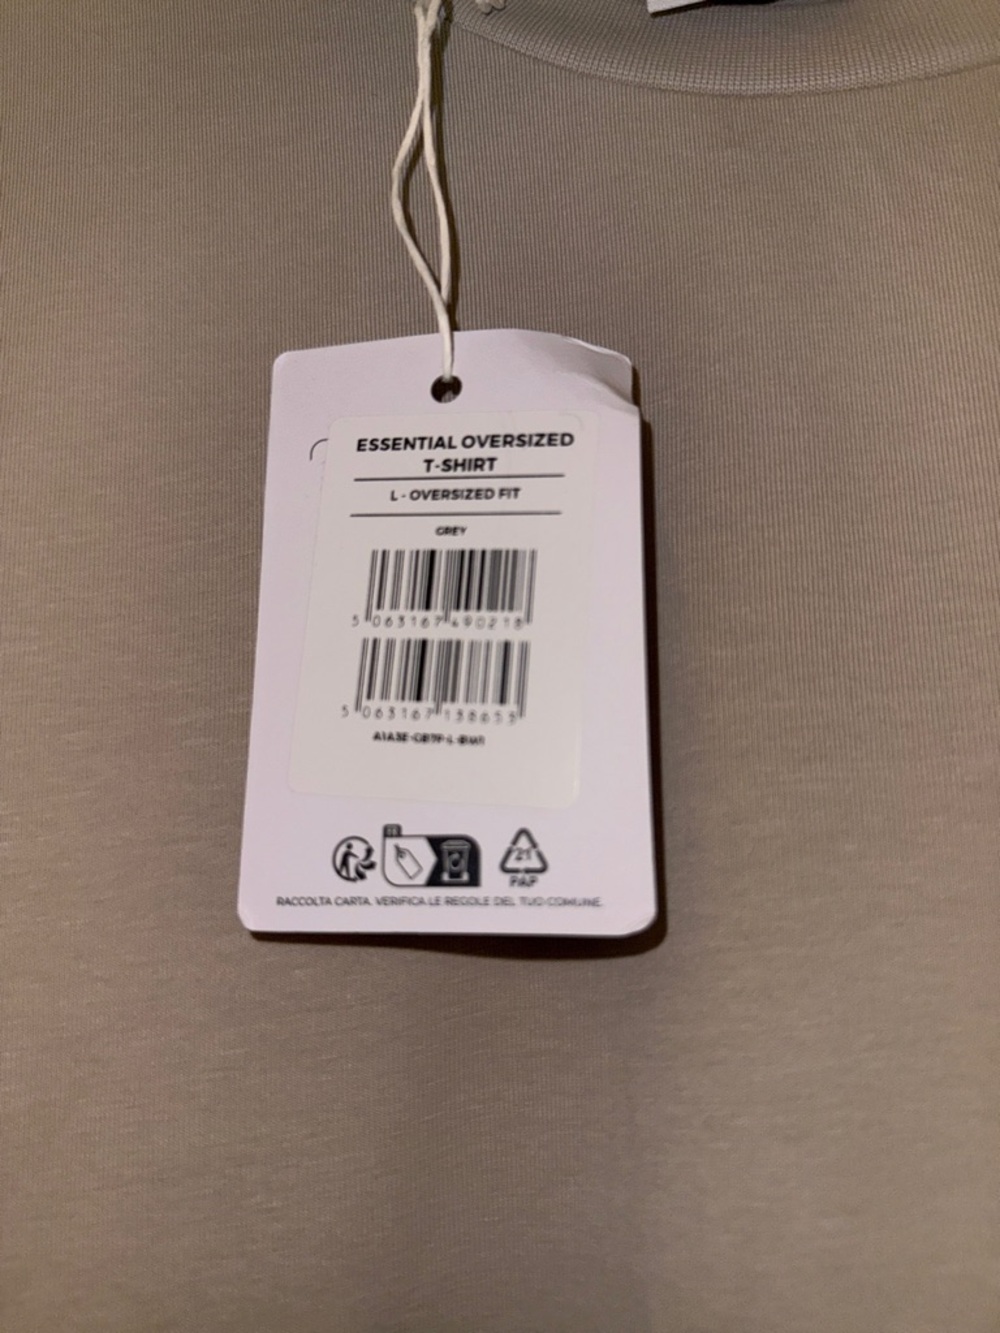 ESSENTIAL OVERSIZED
T-SHIRT
L - OVERSIZED FIT
GREY
5 063167 490218
5 063167 138653
21
PAP
RACCOLTA CARTA. VERIFICA LE REGOLE DEL TUO COMUNE.